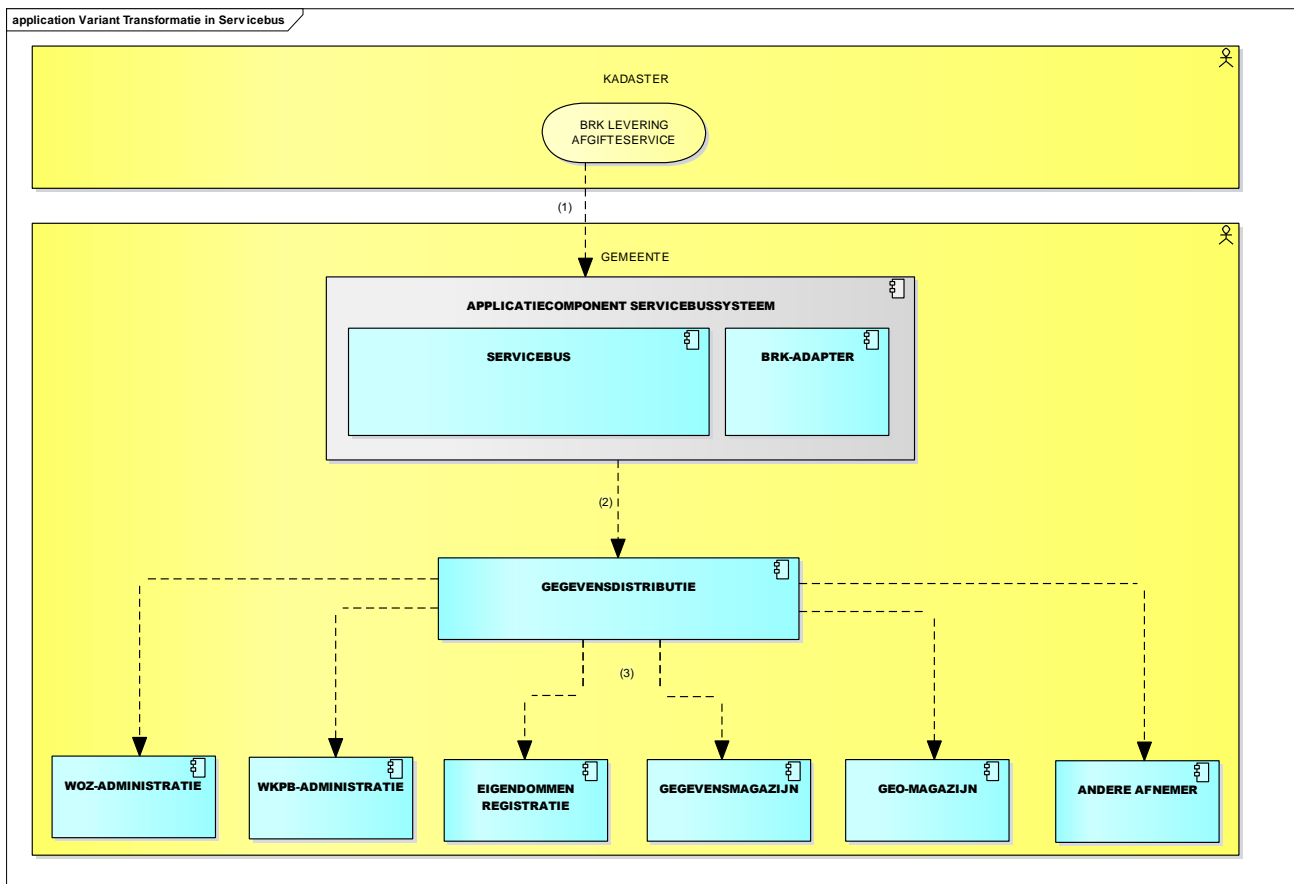 application Variant Transformatie in Servicebus
KADASTER
BRK LEVERING
AFGIFTESERVICE
(1)
GEMEENTE
APPLICATIECOMPONENT SERVICEBUSSYSTEEM
SERVICEBUS
BRK-ADAPTER
(2)
GEGEVENSDISTRIBUTIE
(3)
WOZ-ADMINISTRATIE
WKPB-ADMINISTRATIE
EIGENDOMMEN
REGISTRATIE
GEGEVENSMAGAZIJN
GEO-MAGAZIJN
ANDERE AFNEMER